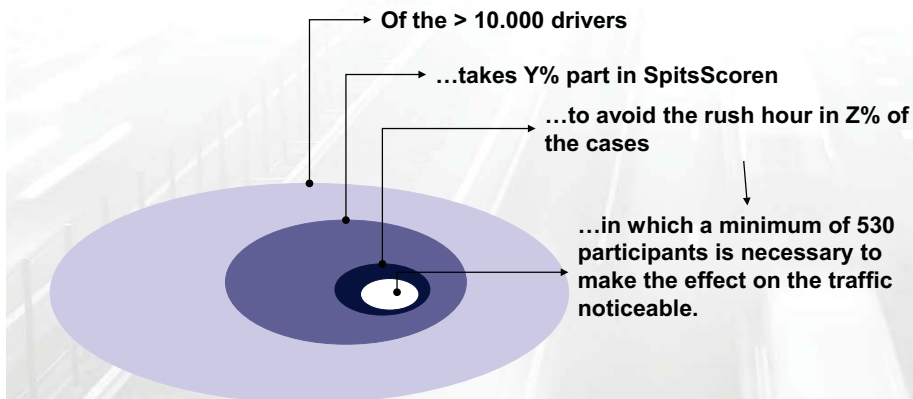 Of the > 10.000 drivers
…takes Y% part in SpitsScoren
…to avoid the rush hour in Z% of
the cases
…in which a minimum of 530
participants is necessary to
make the effect on the traffic
noticeable.